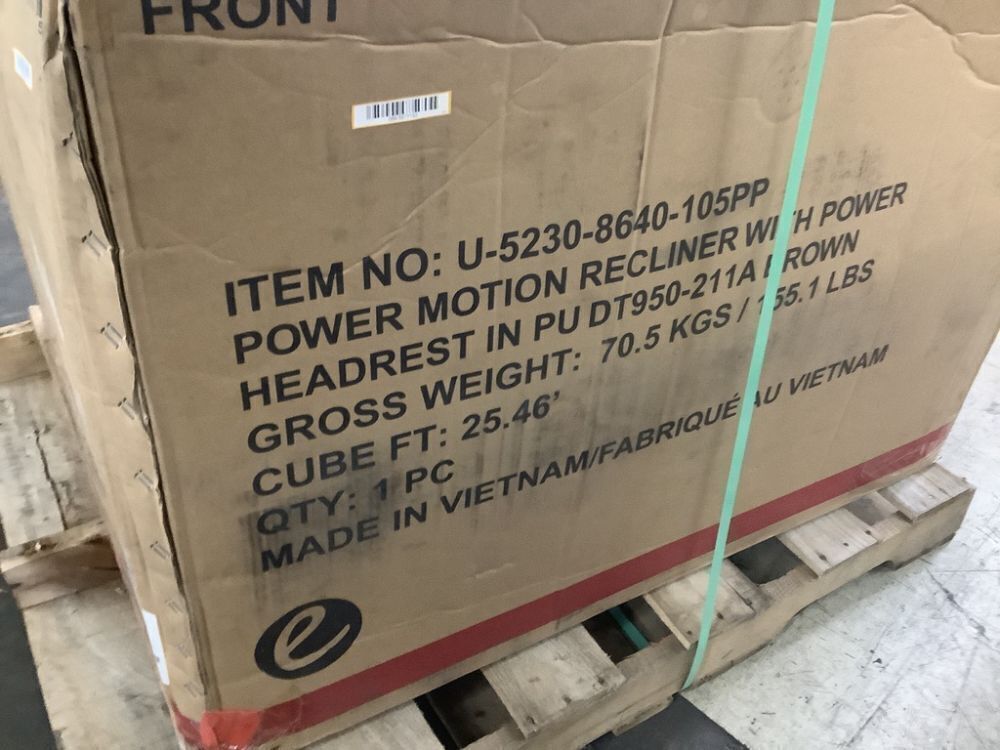 FRONT
ITEM NO: U-5230-8640-105PP
POWER MOTION RECLINER WITH POWER
HEADREST IN PU DT950-211A BROWN
GROSS WEIGHT: 70.5 KGS / 155.1 LBS
CUBE FT: 25.46'
QTY: 1 PC
MADE IN VIETNAM/FABRIQUÉ AU VIETNAM
e